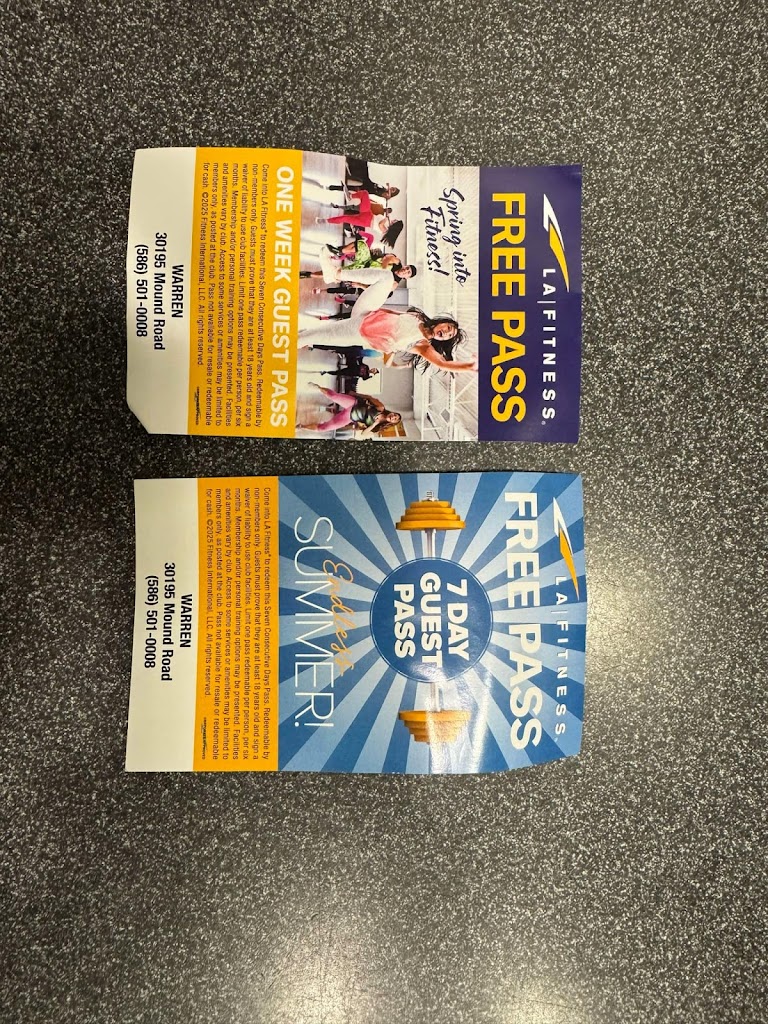 LA|FITNESS®
FREE PASS
Spring into
Fitness!
ONE WEEK GUEST PASS
Come into LA Fitness® to redeem this Seven Consecutive Days Pass. Redeemable by
non-members only. Guests must prove that they are at least 18 years old and sign a
waiver of liability to use club facilities. Limit one pass redeemable per person, per six
months. Membership and/or personal training options may be presented. Facilities
and amenities vary by club. Access to some services or amenities may be limited to
members only, as posted at the club. Pass not available for resale or redeemable
for cash. ©2025 Fitness International, LLC. All rights reserved
WARREN
30195 Mound Road
(586) 501-0008
LA|FITNESS
FREE PASS
7 DAY
GUEST
PASS
Endless
SUMMER!
Come into LA Fitness® to redeem this Seven Consecutive Days Pass. Redeemable by
non-members only. Guests must prove that they are at least 18 years old and sign a
waiver of liability to use club facilities. Limit one pass redeemable per person, per six
months. Membership and/or personal training options may be presented. Facilities
and amenities vary by club. Access to some services or amenities may be limited to
members only, as posted at the club. Pass not available for resale or redeemable
for cash. ©2025 Fitness International, LLC. All rights reserved.
WARREN
30195 Mound Road
(586) 501-0008